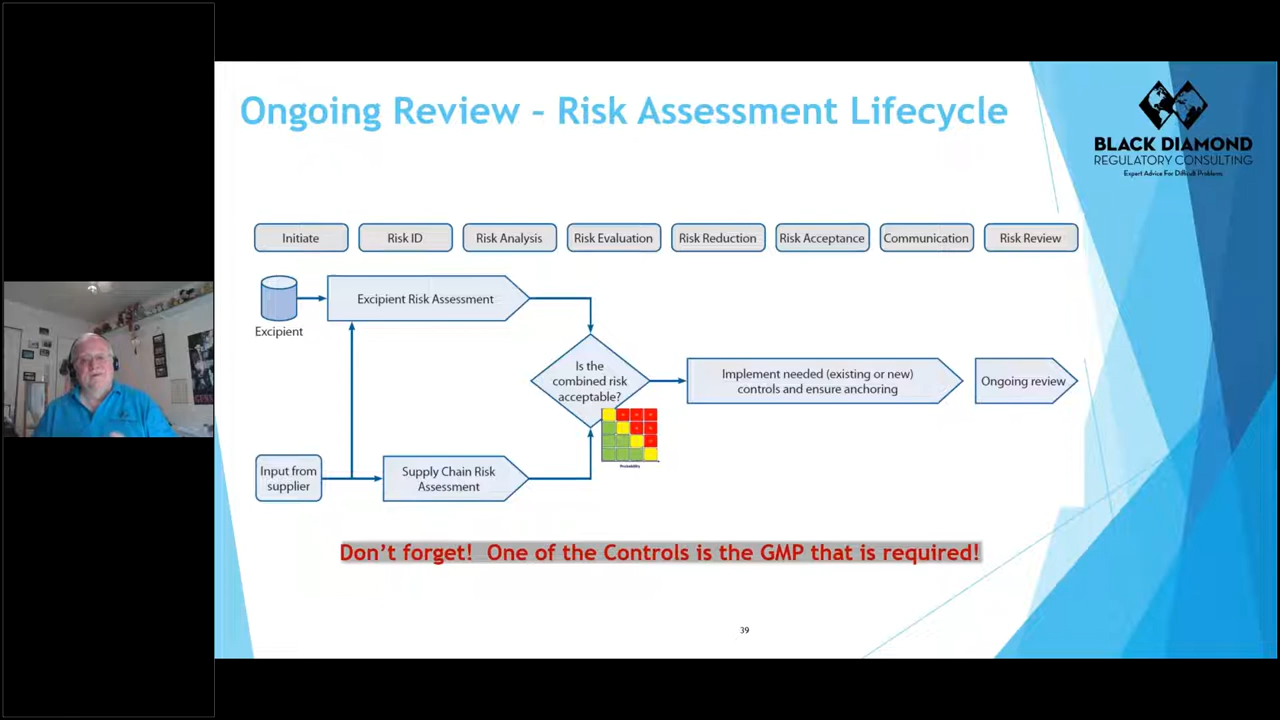 Ongoing Review – Risk Assessment Lifecycle
BLACK DIAMOND
REGULATORY CONSULTING
Expert Advice For Difficult Problems
Initiate
Risk ID
Risk Analysis
Risk Evaluation
Risk Reduction
Risk Acceptance
Communication
Risk Review
Excipient Risk Assessment
Excipient
Is the
combined risk
acceptable?
Implement needed (existing or new)
controls and ensure anchoring
Ongoing review
Probability
Input from
supplier
Supply Chain Risk
Assessment
Don't forget!  One of the Controls is the GMP that is required!
39